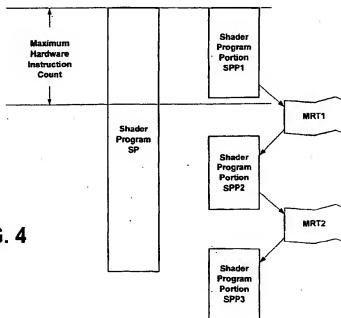 Maximum
Hardware
Instruction
Count
Shader
Program
SP
Shader
Program
Portion
SPP1
MRT1
Shader
Program
Portion
SPP2
MRT2
Shader
Program
Portion
SPP3
G. 4